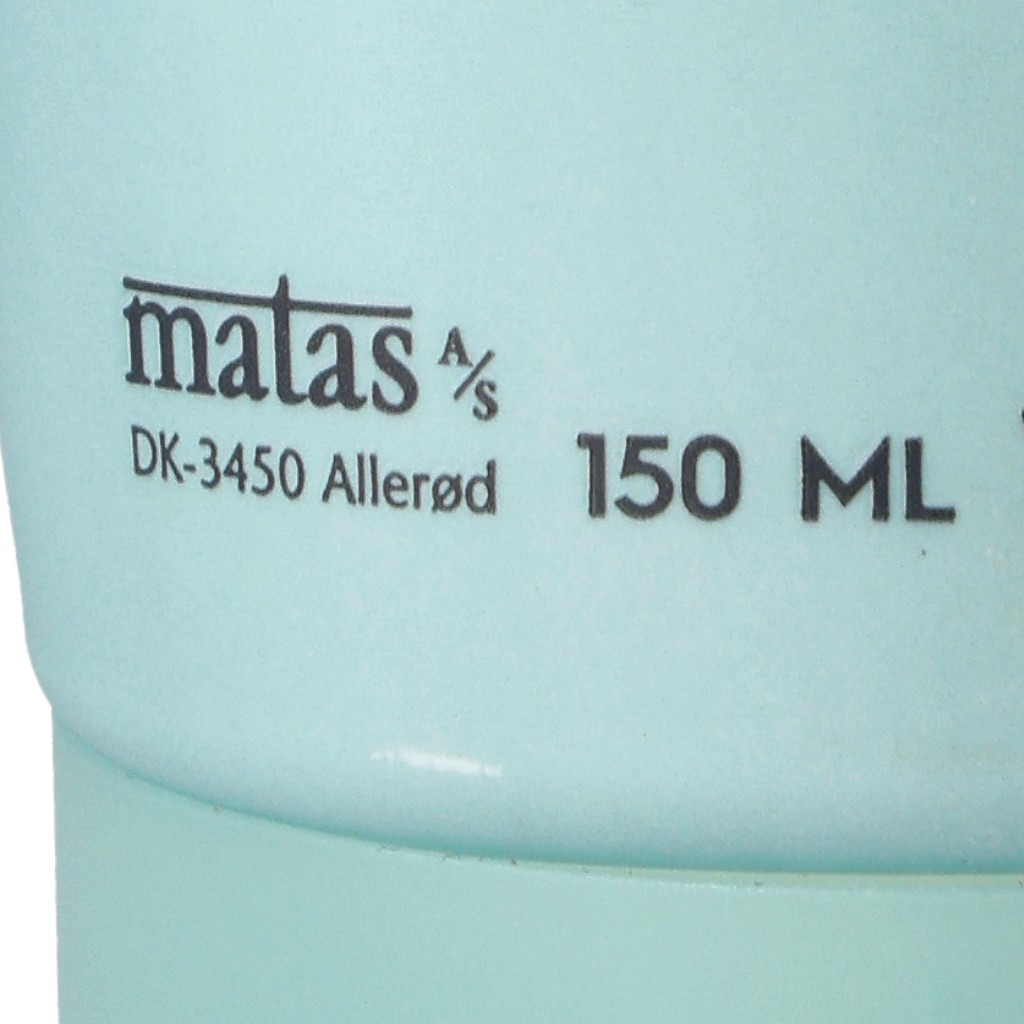 matas A/S
DK-3450 Allerød
150 ML